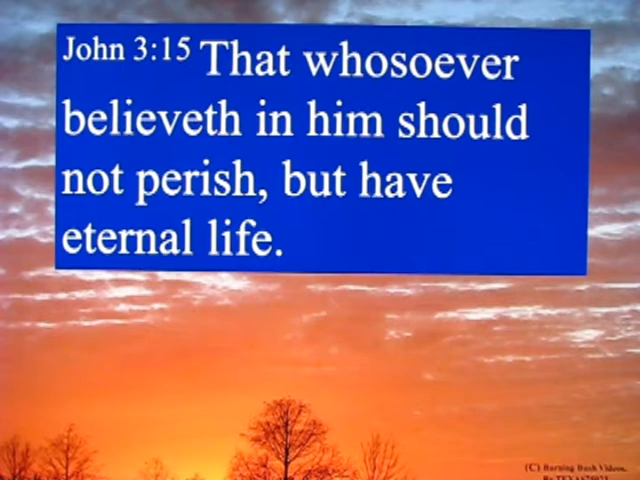 John 3:15 That whosoever
believeth in him should
not perish, but have
eternal life.
(C) Burning Bush Videos.